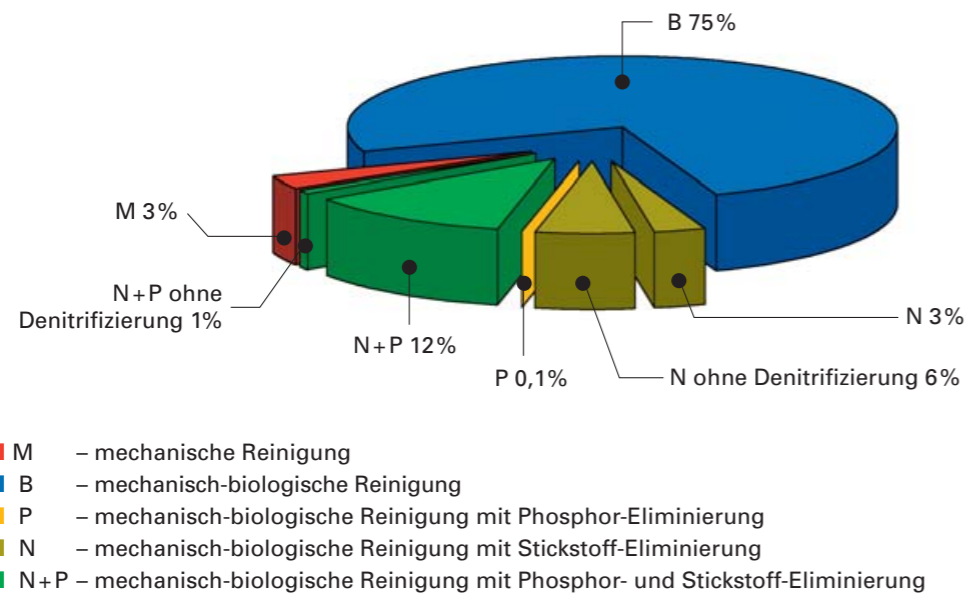 B 75%
M 3%
N+P ohne
Denitrifizierung 1%
N+P 12%
P 0,1%
N ohne Denitrifizierung 6%
N 3%
M – mechanische Reinigung
B – mechanisch-biologische Reinigung
P – mechanisch-biologische Reinigung mit Phosphor-Eliminierung
N – mechanisch-biologische Reinigung mit Stickstoff-Eliminierung
N+P – mechanisch-biologische Reinigung mit Phosphor- und Stickstoff-Eliminierung